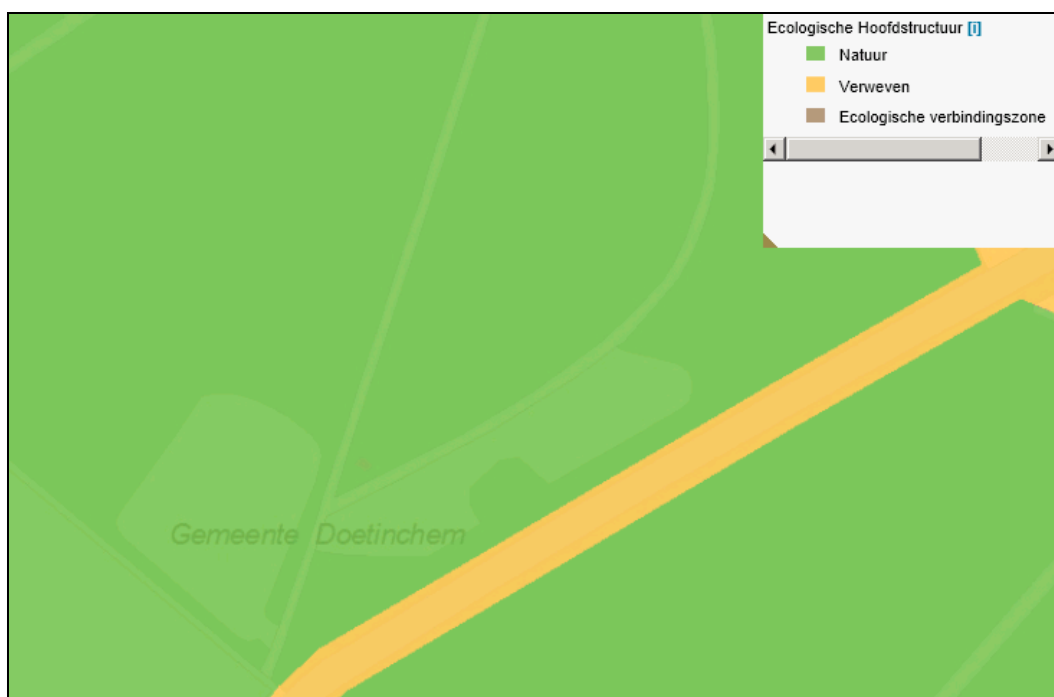 Ecologische Hoofdstructuur [i]
Natuur
Verweven
Ecologische verbindingszone
Gemeente Doetinchem